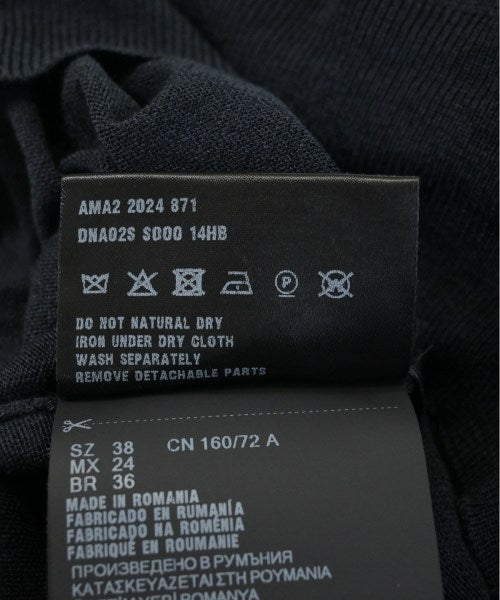 AMA2 2024 871
DNA02S S000 14HB
P W
DO NOT NATURAL DRY
IRON UNDER DRY CLOTH
WASH SEPARATELY
REMOVE DETACHABLE PARTS
SZ 38 CN 160/72 A
MX 24
BR 36
MADE IN ROMANIA
FABRICADO EN RUMANÍA
FABRICADO NA ROMÉNIA
FABRIQUÉ EN ROUMANIE
ПРОИЗВЕДЕНО В РУМЪНИЯ
ΚΑΤΑΣΚΕΥΑΖΕΤΑΙ ΣΤΗ ΡΟΥΜΑΝΙΑ